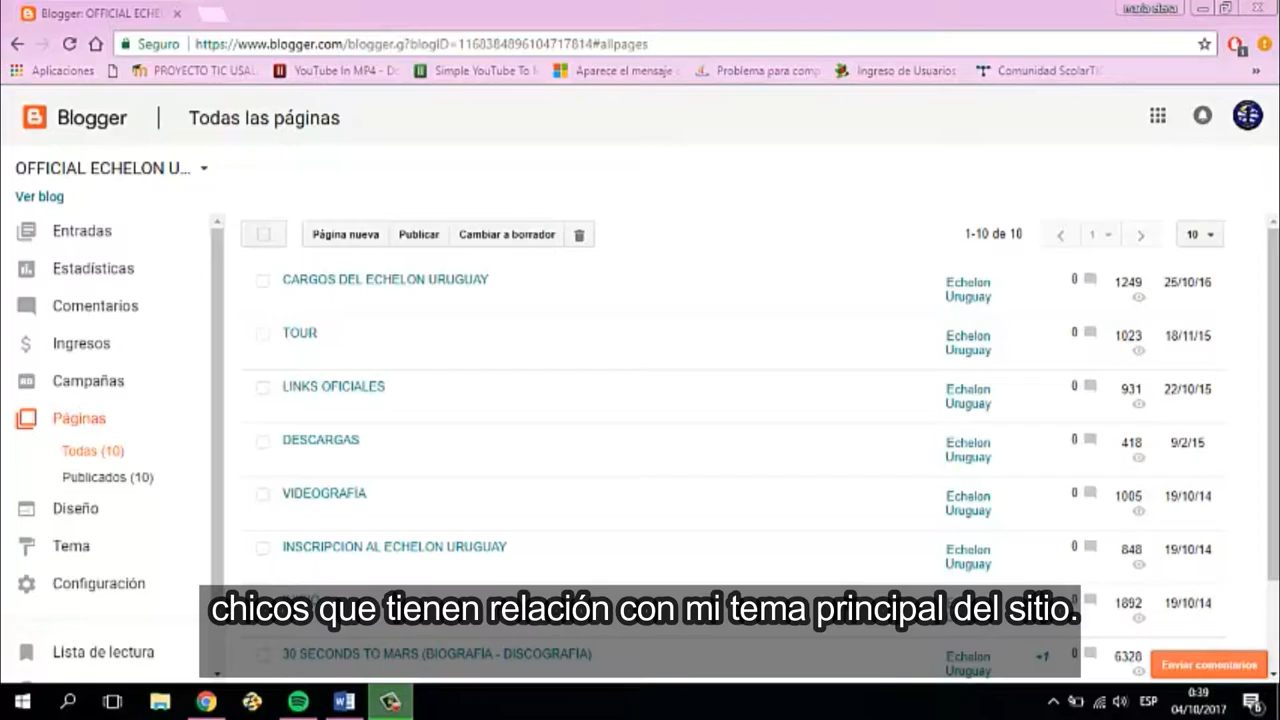 Blogger: OFFICIAL ECHE
Seguro
https://www.blogger.com/blogger.g?blogID=1168384896104717814#allpages
Aplicaciones
PROYECTO TIC USAL
YouTube In MP4 - Do
Simple YouTube To M
Aparece el mensaje
Problema para comp
Ingreso de Usuarios
Comunidad ScolarTIC
»
Blogger
Todas las páginas
OFFICIAL ECHELON U...
Ver blog
Entradas
Estadísticas
Comentarios
Ingresos
Campañas
Páginas
Todas (10)
Publicados (10)
Diseño
Tema
Configuración
Lista de lectura
Página nueva Publicar Cambiar a borrador
1-10 de 10
1
10
CARGOS DEL ECHELON URUGUAY
Echelon
Uruguay
0 1249 25/10/16
TOUR
Echelon
Uruguay
0 1023 18/11/15
LINKS OFICIALES
Echelon
Uruguay
0 931 22/10/15
DESCARGAS
Echelon
Uruguay
0 418 9/2/15
VIDEOGRAFÍA
Echelon
Uruguay
0 1005 19/10/14
INSCRIPCION AL ECHELON URUGUAY
Echelon
Uruguay
0 848 19/10/14
1892 19/10/14
chicos que tienen relación con mi tema principal del sitio.
30 SECONDS TO MARS (BIOGRAFÍA - DISCOGRAFÍA)
Echelon
Uruguay
+1 0 6328
Enviar comentarios
ESP
0:39
04/10/2017